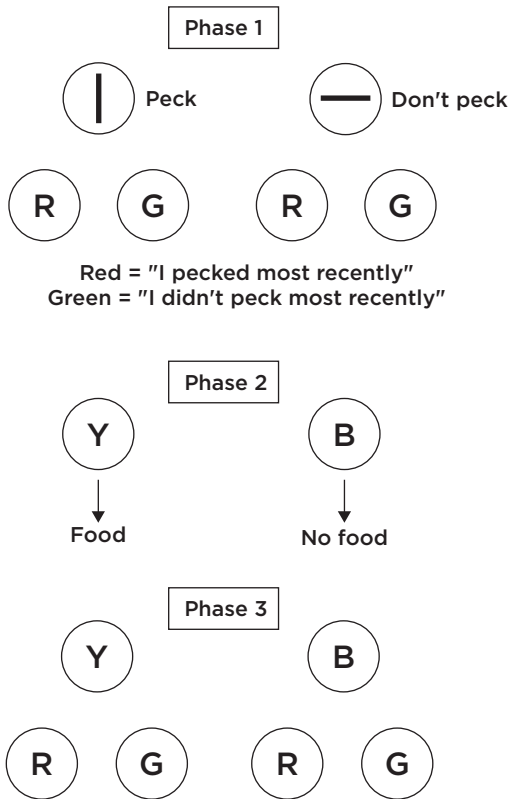 Phase 1
Peck Don't peck
R G R G
Red = "I pecked most recently"
Green = "I didn't peck most recently"
Phase 2
Y B
Food No food
Phase 3
Y B
R G R G